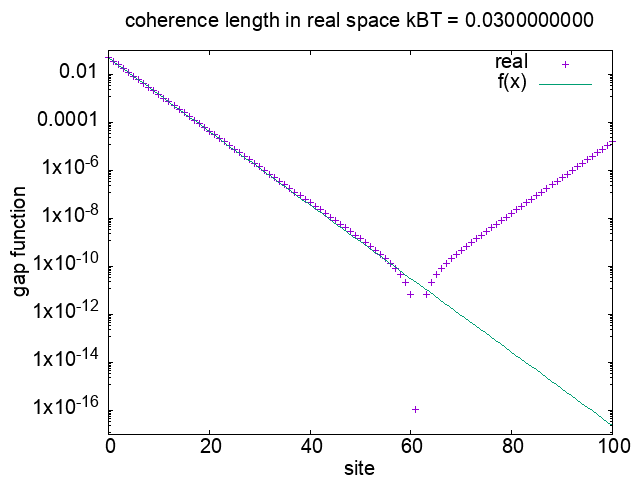 coherence length in real space kBT = 0.0300000000
real
f(x)
0.01
0.0001
1x10-6
1x10-8
1x10-10
1x10-12
1x10-14
1x10-16
gap function
0 20 40 60 80 100
site